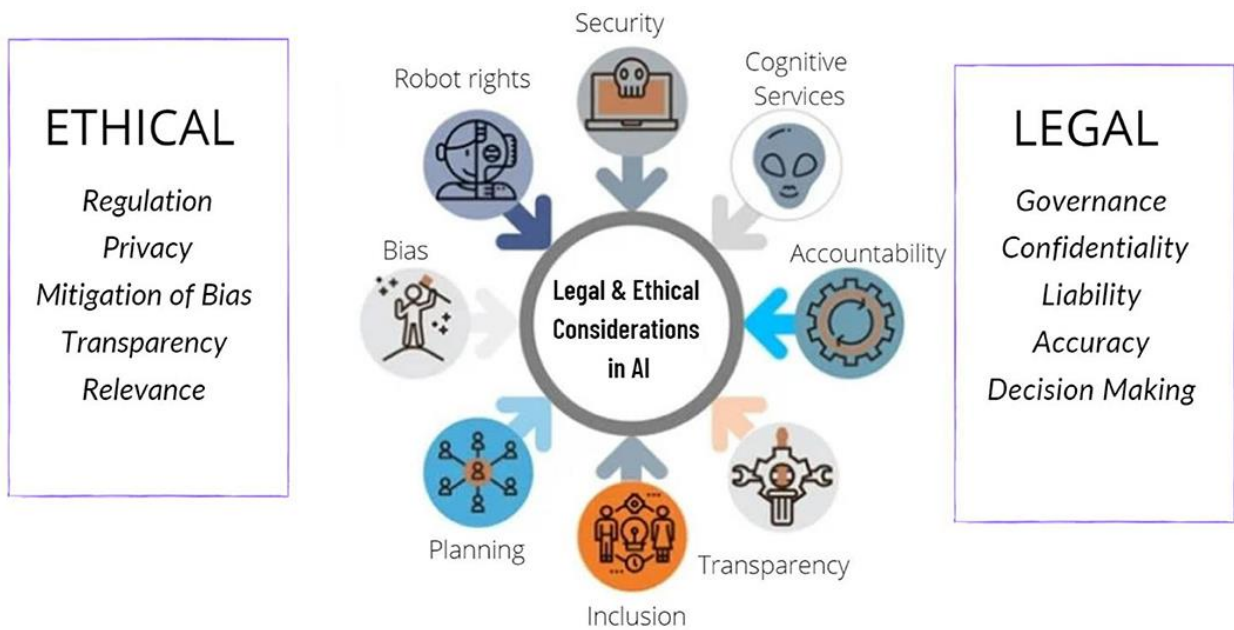 ETHICAL
Regulation
Privacy
Mitigation of Bias
Transparency
Relevance
Security
Robot rights
Cognitive
Services
Bias
Accountability
Legal & Ethical
Considerations
in AI
Planning
Transparency
Inclusion
LEGAL
Governance
Confidentiality
Liability
Accuracy
Decision Making